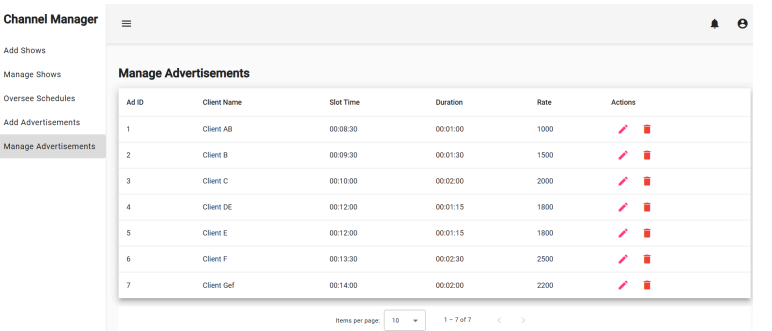 Channel Manager
Add Shows
Manage Shows
Oversee Schedules
Add Advertisements
Manage Advertisements
Manage Advertisements
Ad ID Client Name Slot Time Duration Rate Actions
1 Client AB 00:08:30 00:01:00 1000
2 Client B 00:09:30 00:01:30 1500
3 Client C 00:10:00 00:02:00 2000
4 Client DE 00:12:00 00:01:15 1800
5 Client E 00:12:00 00:01:15 1800
6 Client F 00:13:30 00:02:30 2500
7 Client Gef 00:14:00 00:02:00 2200
Items per page: 10 1 – 7 of 7